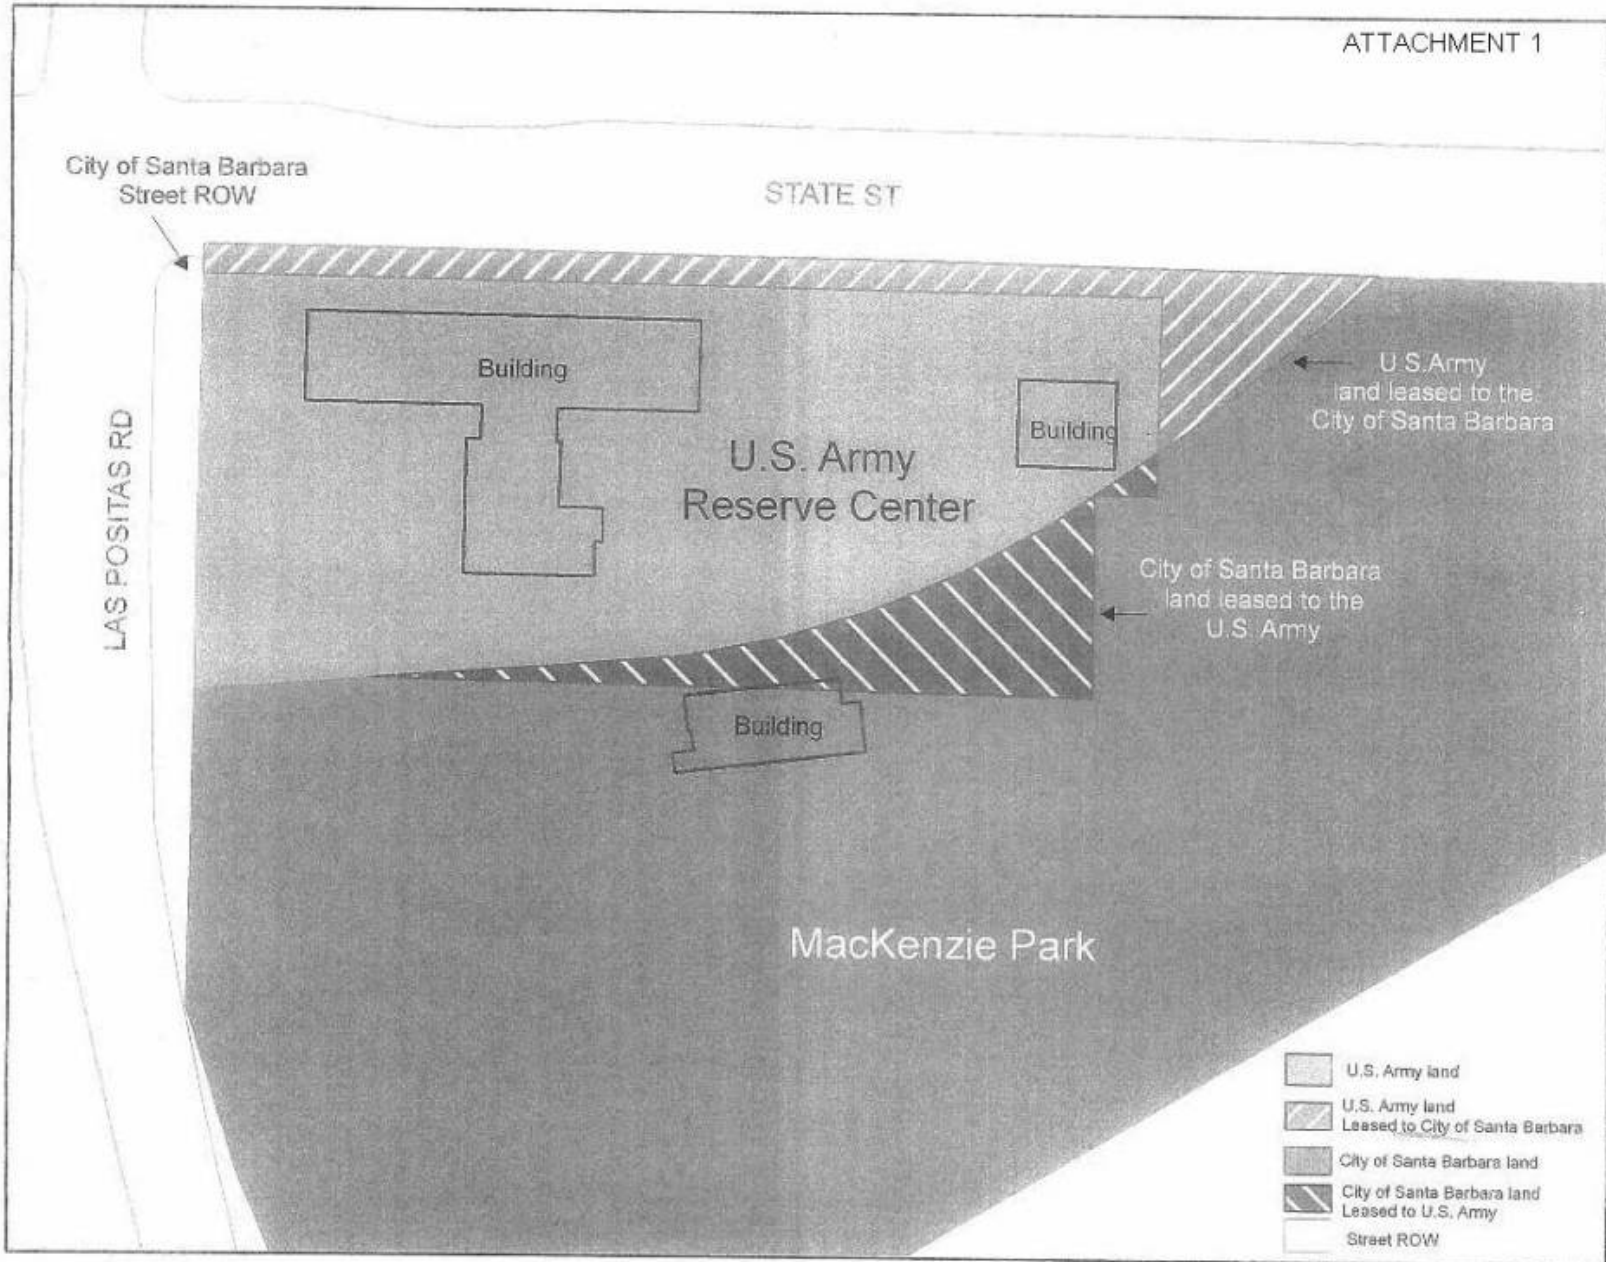 ATTACHMENT 1
City of Santa Barbara
Street ROW
STATE ST
LAS POSITAS RD
Building
Building
U.S. Army
Reserve Center
U S.Army
land leased to the
City of Santa Barbara
City of Santa Barbara
land leased to the
U.S. Army
Building
MacKenzie Park
U.S. Army land
U.S. Army land
Leased to City of Santa Barbara
City of Santa Barbara land
City of Santa Barbara land
Leased to U.S. Army
Street ROW